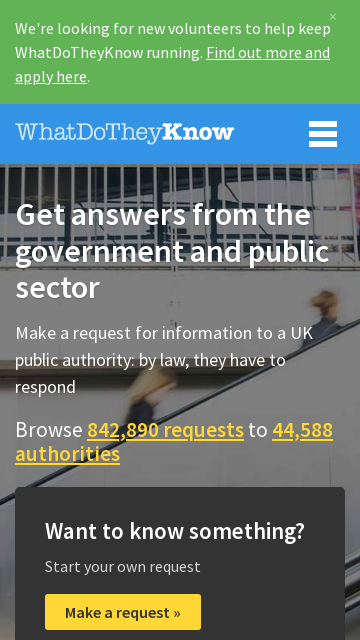 ×
We're looking for new volunteers to help keep
WhatDoTheyKnow running. Find out more and
apply here.
WhatDoTheyKnow
Get answers from the
government and public
sector
Make a request for information to a UK
public authority: by law, they have to
respond
Browse 842,890 requests to 44,588
authorities
Want to know something?
Start your own request
Make a request »